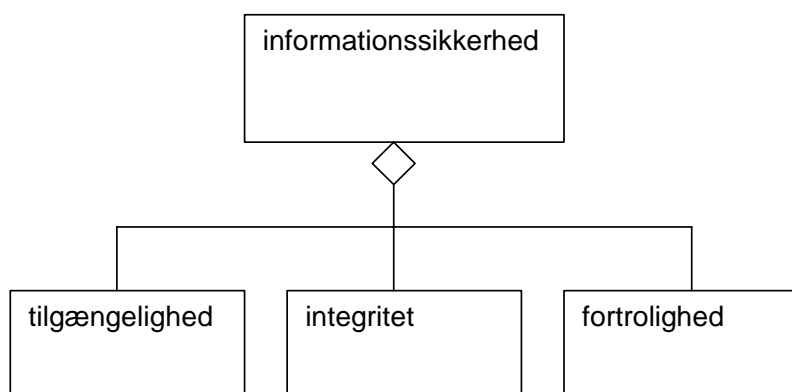 informationssikkerhed
tilgængelighed
integritet
fortrolighed